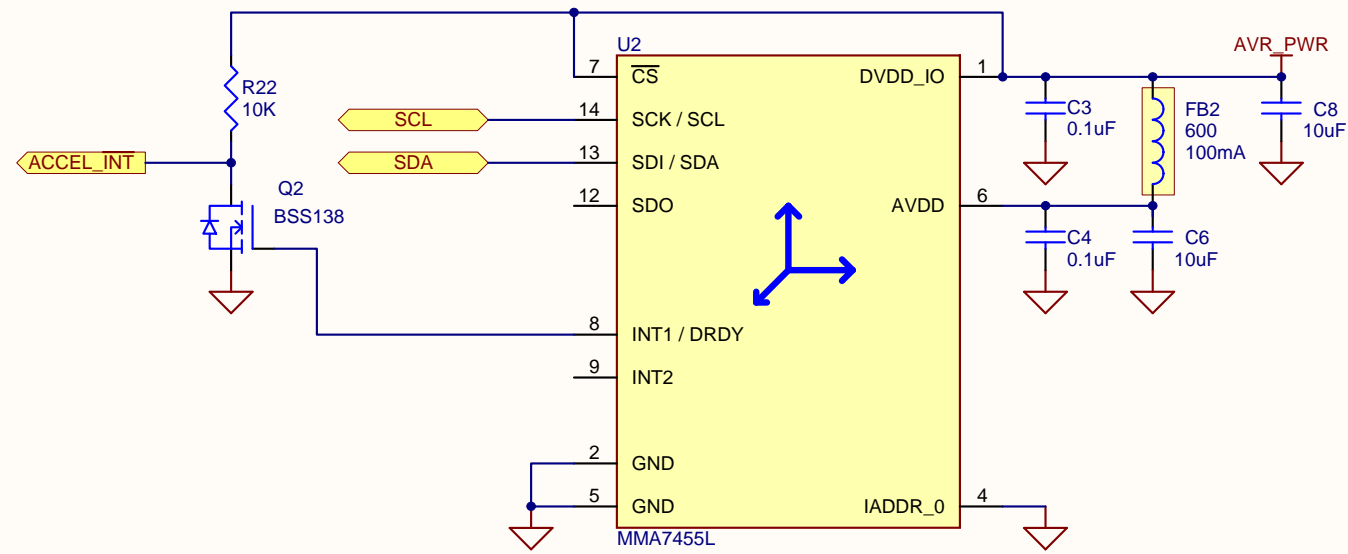 U2
AVR_PWR
7
CS
DVDD_IO
1
R22
10K
C3
0.1uF
FB2
600
100mA
C8
10uF
SCL
14
SCK / SCL
ACCEL_INT
SDA
13
SDI / SDA
Q2
BSS138
12
SDO
AVDD
6
C4
0.1uF
C6
10uF
8
INT1 / DRDY
9
INT2
2
GND
5
GND
IADDR_0
4
MMA7455L